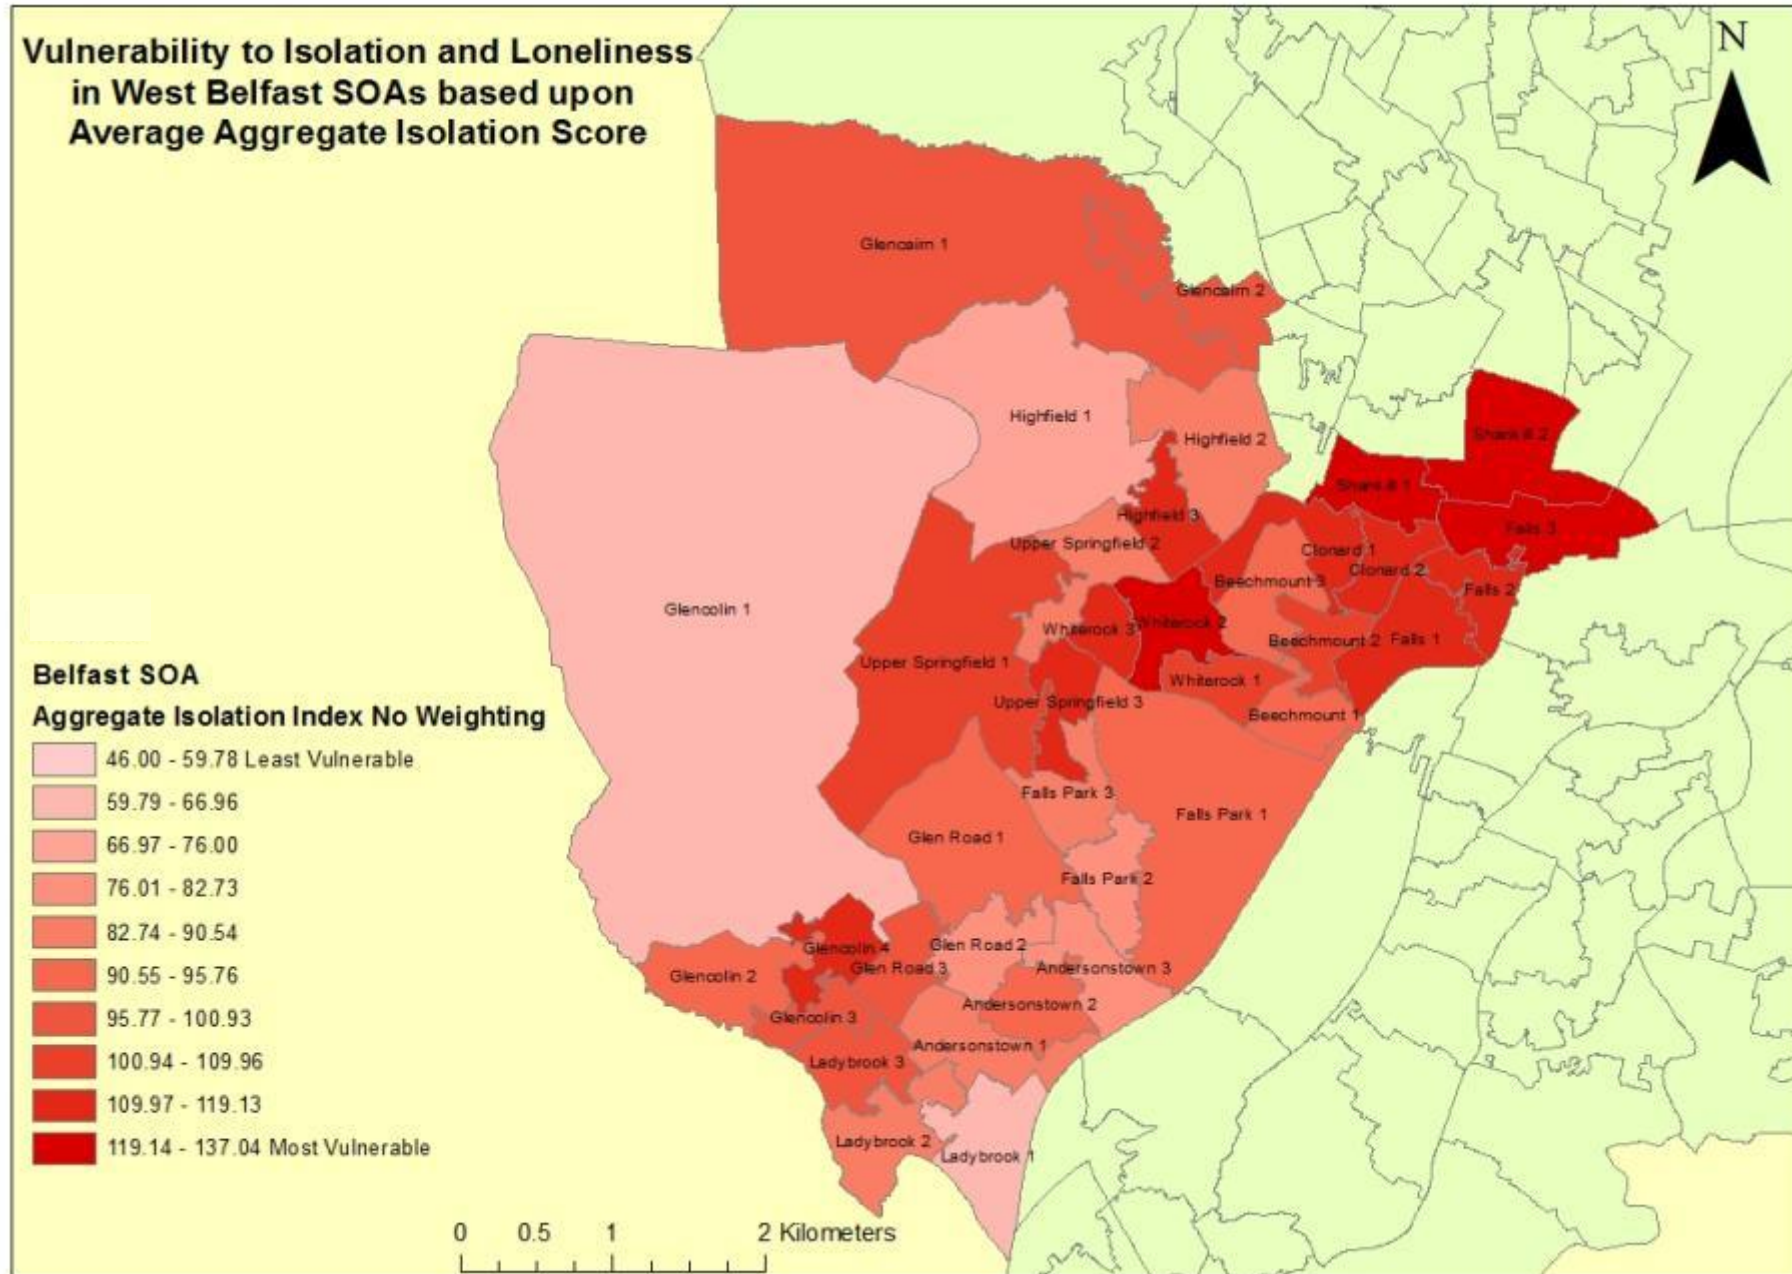 Vulnerability to Isolation and Loneliness
in West Belfast SOAs based upon
Average Aggregate Isolation Score
N
Glencairn 1
Glencairn 2
Highfield 1
Highfield 2
Shankill 2
Shankill 1
Highfield 3
Falls 3
Upper Springfield 2
Clonard 1
Clonard 2
Beechmount 3
Falls 2
Glencolin 1
Whiterock 3
Whiterock 2
Beechmount 2
Falls 1
Upper Springfield 1
Whiterock 1
Upper Springfield 3
Beechmount 1
Falls Park 3
Falls Park 1
Glen Road 1
Falls Park 2
Glen Road 2
Glencolin 4
Glen Road 3
Andersonstown 3
Glencolin 2
Andersonstown 2
Glencolin 3
Andersonstown 1
Ladybrook 3
Ladybrook 2
Ladybrook 1
Belfast SOA
Aggregate Isolation Index No Weighting
46.00 - 59.78 Least Vulnerable
59.79 - 66.96
66.97 - 76.00
76.01 - 82.73
82.74 - 90.54
90.55 - 95.76
95.77 - 100.93
100.94 - 109.96
109.97 - 119.13
119.14 - 137.04 Most Vulnerable
0 0.5 1 2 Kilometers